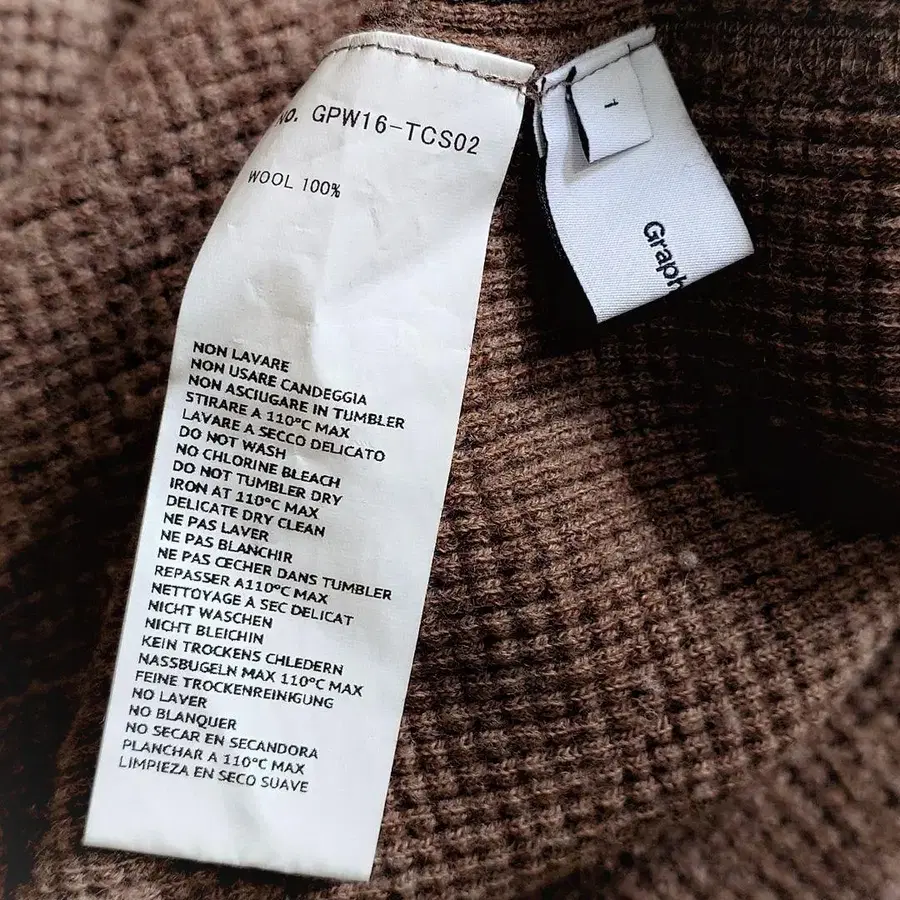 NO. GPW16-TCS02
WOOL 100%
NON LAVARE
NON USARE CANDEGGIA
NON ASCIUGARE IN TUMBLER
STIRARE A 110°C MAX
LAVARE A SECCO DELICATO
DO NOT WASH
NO CHLORINE BLEACH
DO NOT TUMBLER DRY
IRON AT 110°C MAX
DELICATE DRY CLEAN
NE PAS LAVER
NE PAS BLANCHIR
NE PAS CECHER DANS TUMBLER
REPASSER A110°C MAX
NETTOYAGE À SEC DELICAT
NICHT WASCHEN
NICHT BLEICHIN
KEIN TROCKENS CHLEDERN
NASSBUGELN MAX 110°C MAX
FEINE TROCKENREINIGUNG
NO LAVER
NO BLANQUER
NO SECAR EN SECANDORA
PLANCHAR A 110°C MAX
LIMPIEZA EN SECO SUAVE
1
Graph